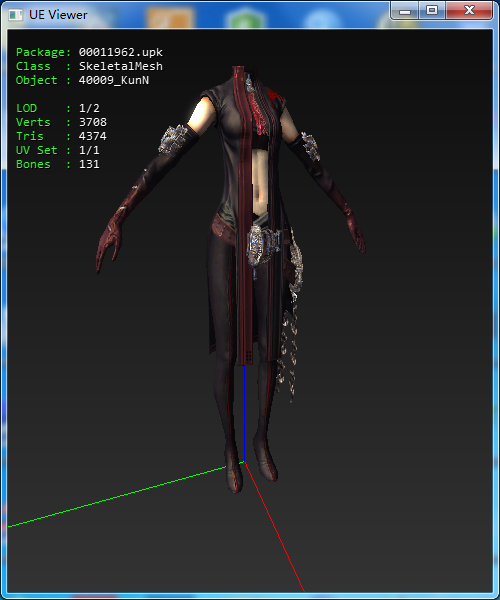 UE Viewer
Package: 00011962.upk
Class : SkeletalMesh
Object : 40009_KunN
LOD : 1/2
Verts : 3708
Tris : 4374
UV Set : 1/1
Bones : 131